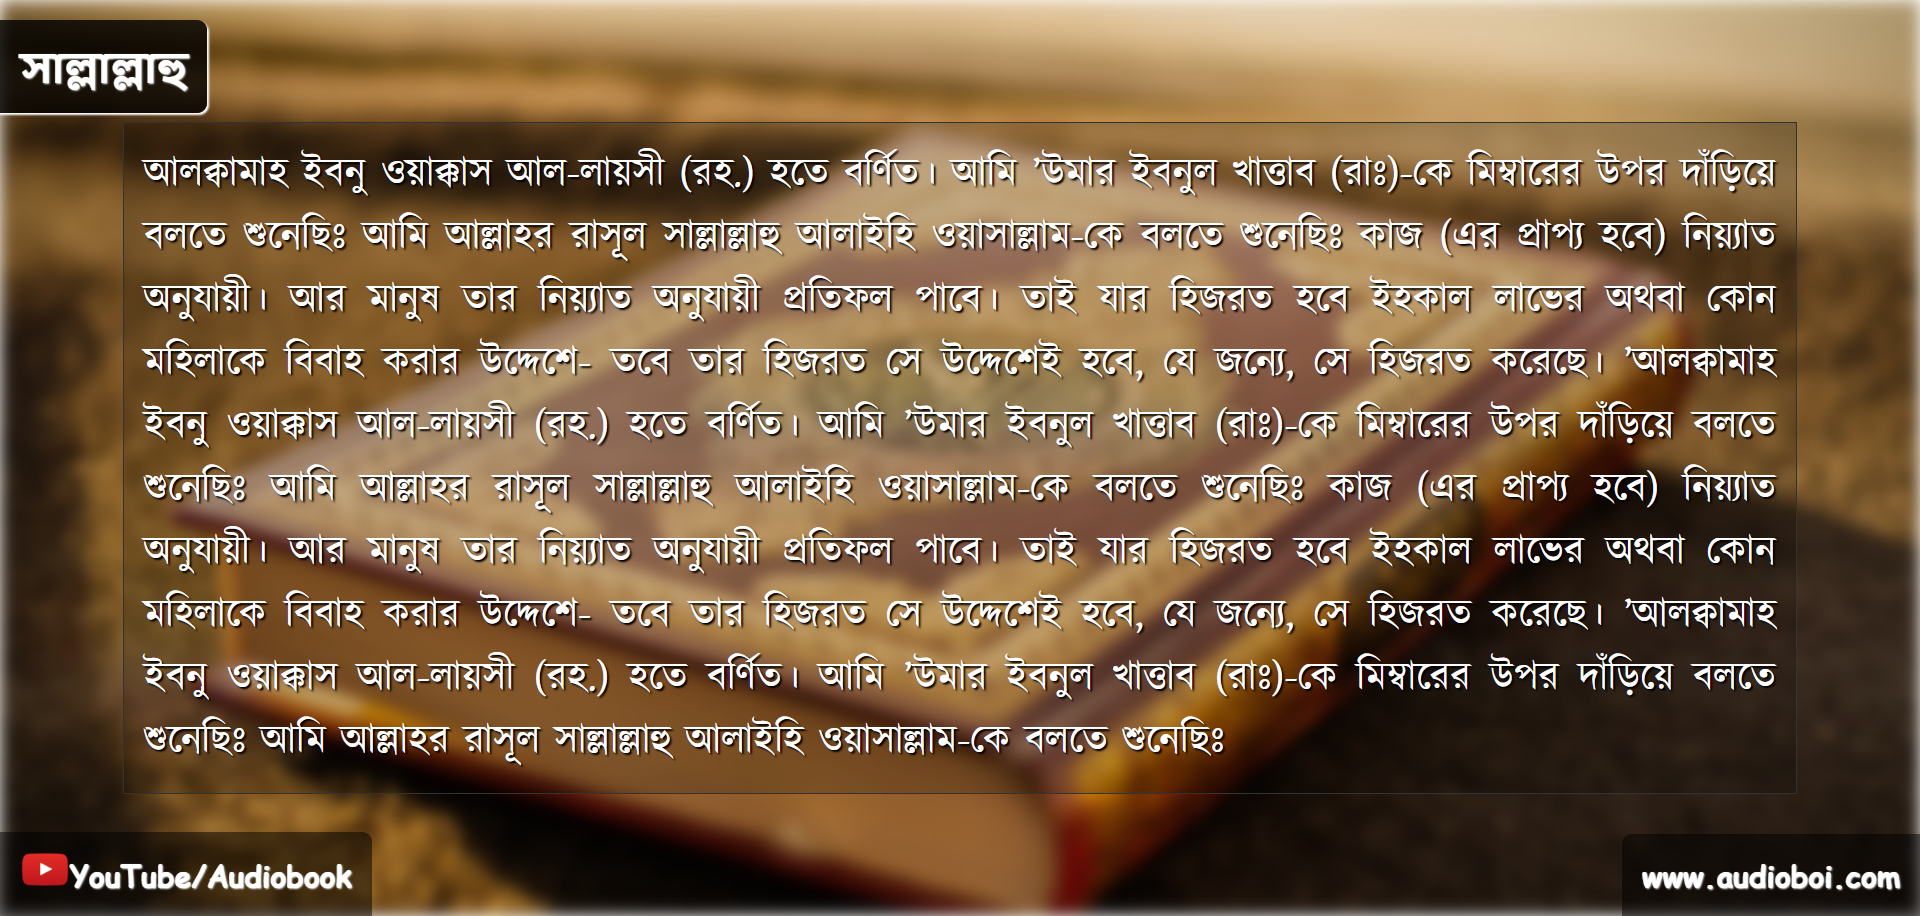 সাল্লাল্লাহু
আলক্বামাহ ইবনু ওয়াক্কাস আল-লায়সী (রহ.) হতে বর্ণিত। আমি ’উমার ইবনুল খাত্তাব (রাঃ)-কে মিম্বারের উপর দাঁড়িয়ে
বলতে শুনেছিঃ আমি আল্লাহর রাসূল সাল্লাল্লাহু আলাইহি ওয়াসাল্লাম-কে বলতে শুনেছিঃ কাজ (এর প্রাপ্য হবে) নিয়্যাত
অনুযায়ী। আর মানুষ তার নিয়্যাত অনুযায়ী প্রতিফল পাবে। তাই যার হিজরত হবে ইহকাল লাভের অথবা কোন
মহিলাকে বিবাহ করার উদ্দেশে- তবে তার হিজরত সে উদ্দেশেই হবে, যে জন্যে, সে হিজরত করেছে। ’আলক্বামাহ
ইবনু ওয়াক্কাস আল-লায়সী (রহ.) হতে বর্ণিত। আমি ’উমার ইবনুল খাত্তাব (রাঃ)-কে মিম্বারের উপর দাঁড়িয়ে বলতে
শুনেছিঃ আমি আল্লাহর রাসূল সাল্লাল্লাহু আলাইহি ওয়াসাল্লাম-কে বলতে শুনেছিঃ কাজ (এর প্রাপ্য হবে) নিয়্যাত
অনুযায়ী। আর মানুষ তার নিয়্যাত অনুযায়ী প্রতিফল পাবে। তাই যার হিজরত হবে ইহকাল লাভের অথবা কোন
মহিলাকে বিবাহ করার উদ্দেশে- তবে তার হিজরত সে উদ্দেশেই হবে, যে জন্যে, সে হিজরত করেছে। ’আলক্বামাহ
ইবনু ওয়াক্কাস আল-লায়সী (রহ.) হতে বর্ণিত। আমি ’উমার ইবনুল খাত্তাব (রাঃ)-কে মিম্বারের উপর দাঁড়িয়ে বলতে
শুনেছিঃ আমি আল্লাহর রাসূল সাল্লাল্লাহু আলাইহি ওয়াসাল্লাম-কে বলতে শুনেছিঃ
YouTube/Audiobook
www.audioboi.com